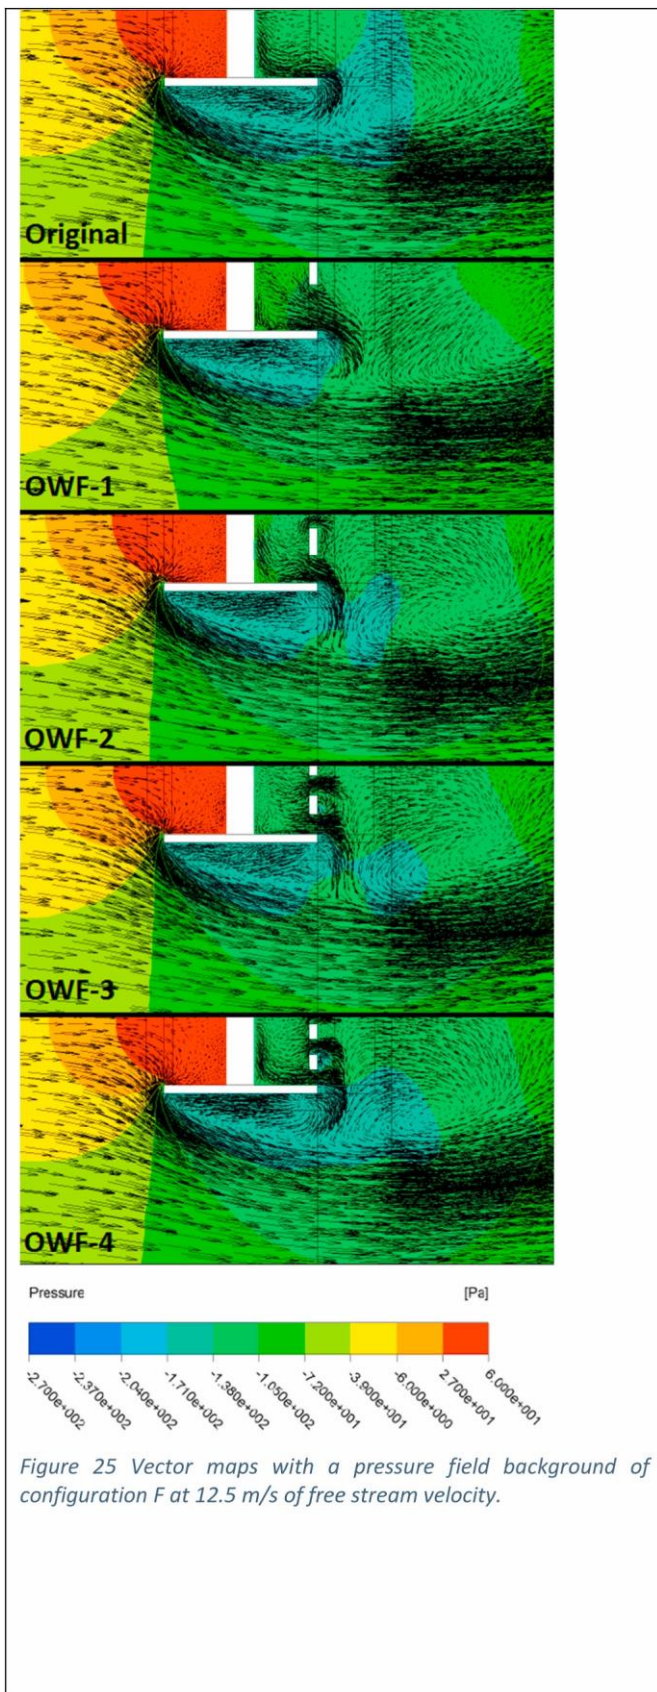 Original
OWF-1
OWF-2
OWF-3
OWF-4
Pressure [Pa]
-2.700e+002 -2.370e+002 -2.040e+002 -1.710e+002 -1.380e+002 -1.050e+002 -7.200e+001 -3.900e+001 -6.000e+000 2.700e+001 6.000e+001
Figure 25 Vector maps with a pressure field background of
configuration F at 12.5 m/s of free stream velocity.